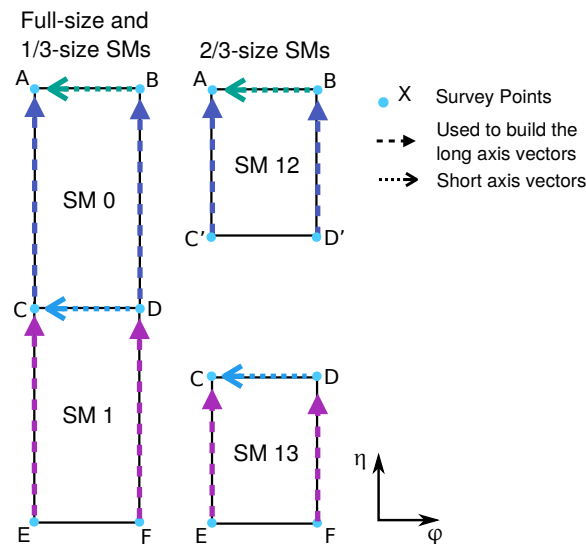 Full-size and
1/3-size SMs
2/3-size SMs
A
B
A
B
X Survey Points
Used to build the
long axis vectors
Short axis vectors
SM 0
SM 12
C′
D′
C
D
C
D
SM 1
SM 13
η
E
F
E
F
φ